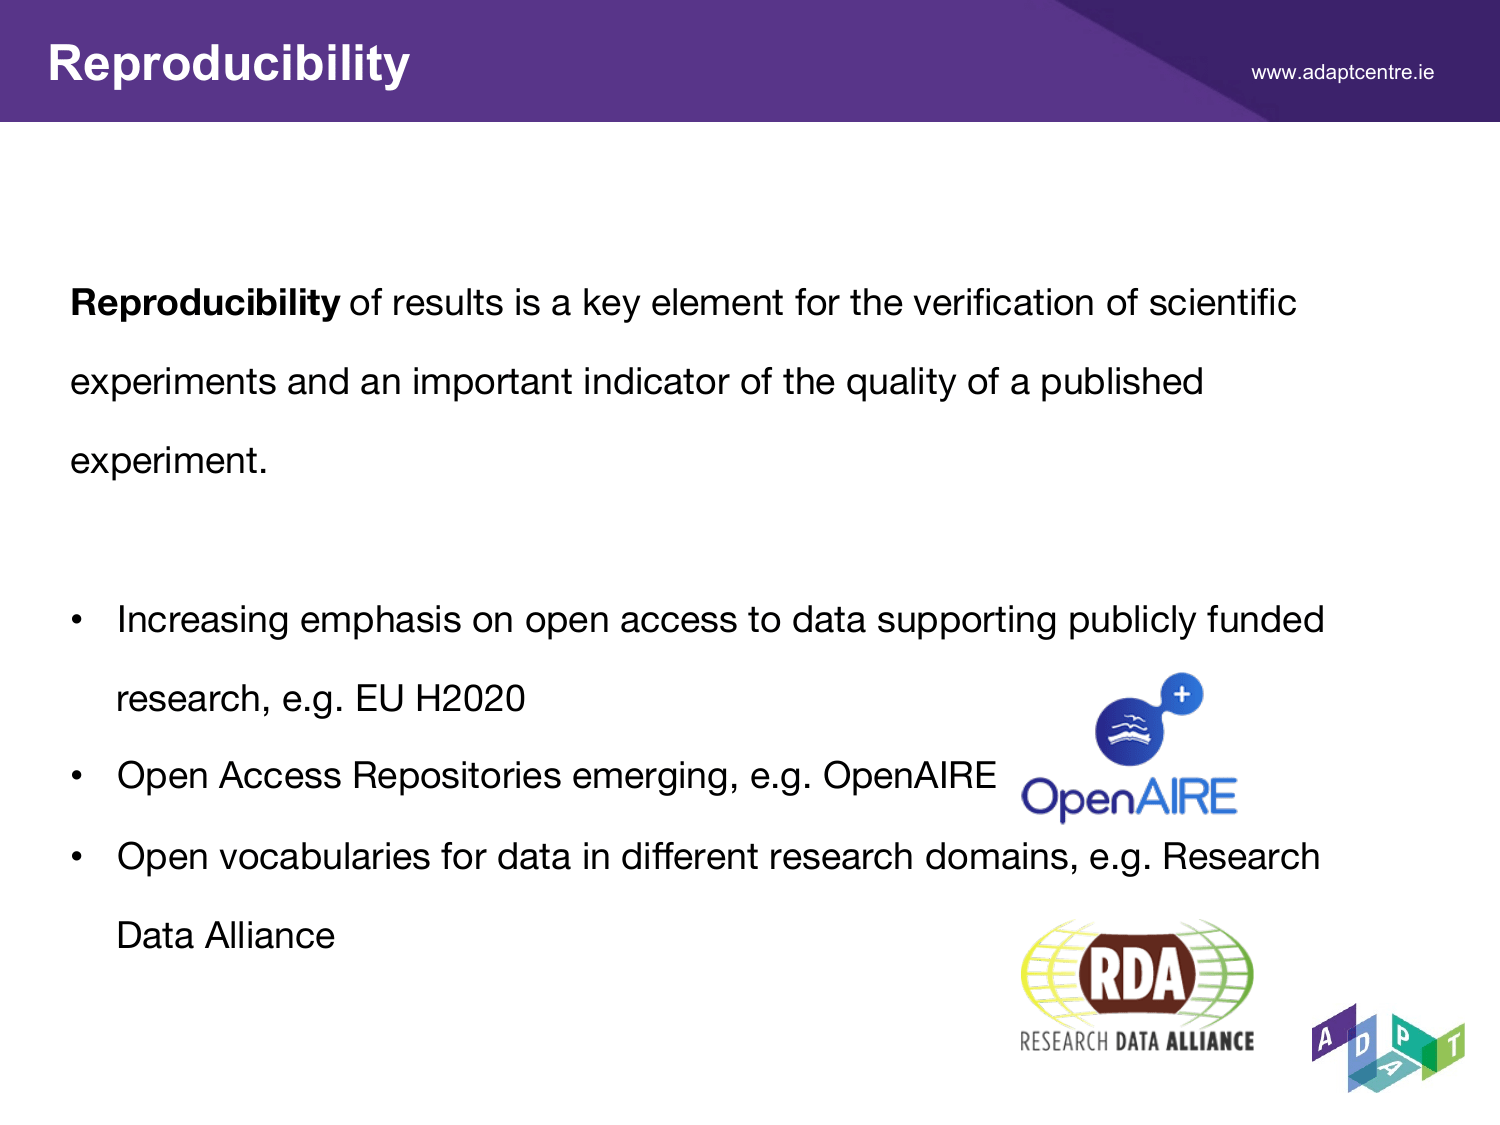 Reproducibility
www.adaptcentre.ie
Reproducibility of results is a key element for the verification of scientific
experiments and an important indicator of the quality of a published
experiment.
• Increasing emphasis on open access to data supporting publicly funded
research, e.g. EU H2020
• Open Access Repositories emerging, e.g. OpenAIRE
+
OpenAIRE
• Open vocabularies for data in different research domains, e.g. Research
Data Alliance
RDA
RESEARCH DATA ALLIANCE
ADAPT